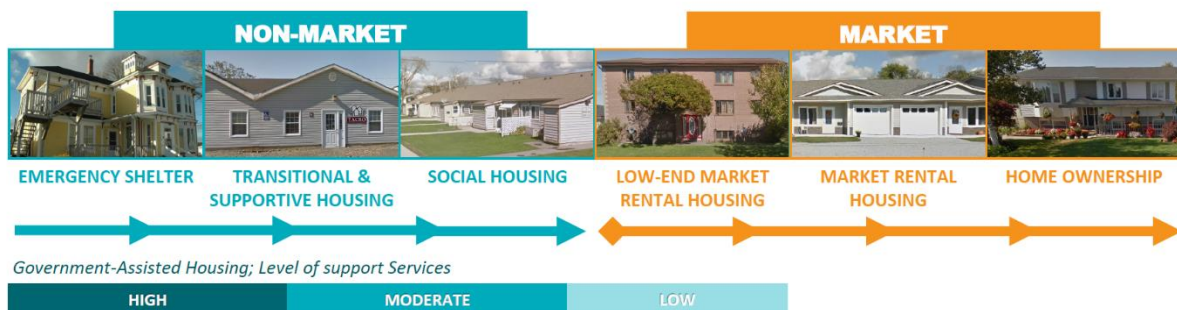 NON-MARKET
MARKET
EMERGENCY SHELTER
TRANSITIONAL &
SUPPORTIVE HOUSING
SOCIAL HOUSING
LOW-END MARKET
RENTAL HOUSING
MARKET RENTAL
HOUSING
HOME OWNERSHIP
Government-Assisted Housing; Level of support Services
HIGH
MODERATE
LOW